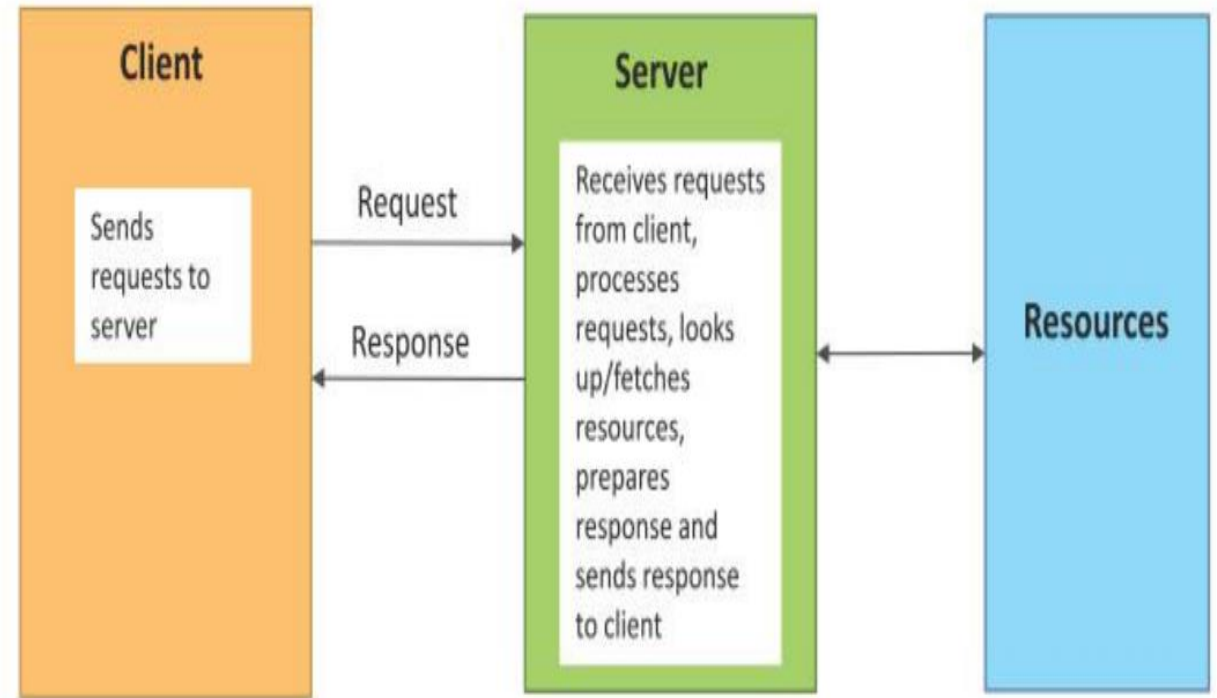 Client
Sends
requests to
server
Request
Response
Server
Receives requests
from client,
processes
requests, looks
up/fetches
resources,
prepares
response and
sends response
to client
Resources